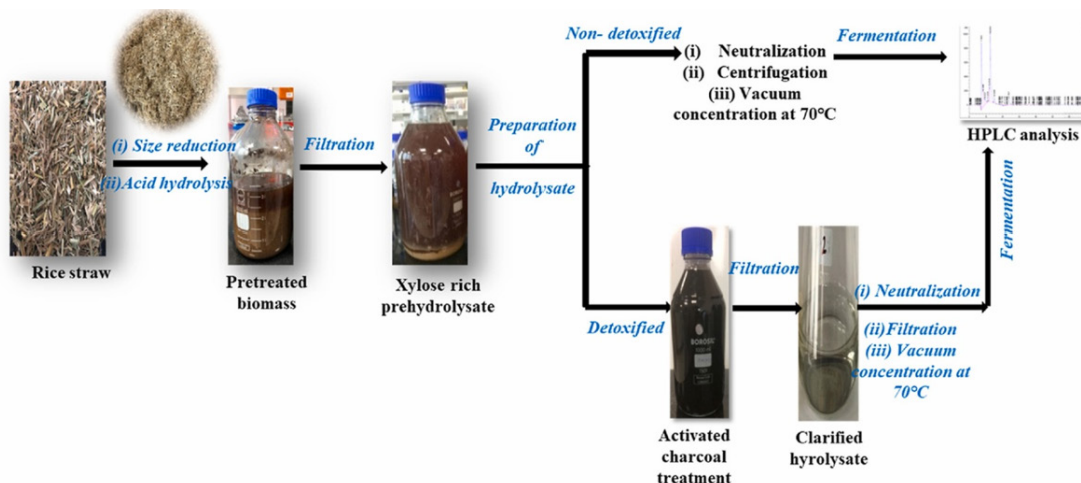 Rice straw
(i) Size reduction
(ii)Acid hydrolysis
Pretreated
biomass
Filtration
Xylose rich
prehydrolysate
Preparation
of
hydrolysate
Non- detoxified
(i) Neutralization
(ii) Centrifugation
(iii) Vacuum
concentration at 70°C
Fermentation
HPLC analysis
Detoxified
Activated
charcoal
treatment
Filtration
Clarified
hyrolysate
(i) Neutralization
(ii)Filtration
(iii) Vacuum
concentration at
70°C
Fermentation